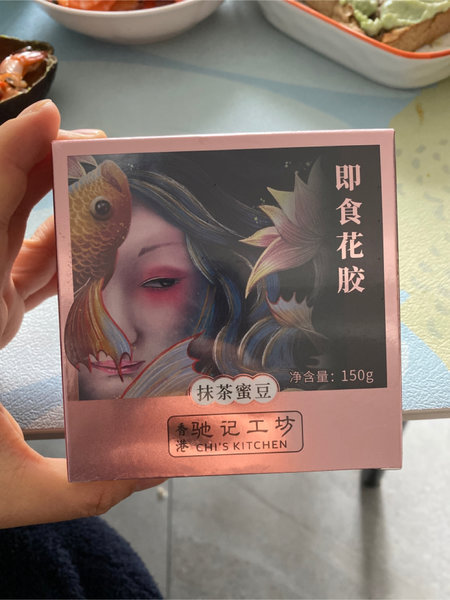 即食花胶
净含量：150g
抹茶蜜豆
香港 驰记工坊
CHI'S KITCHEN